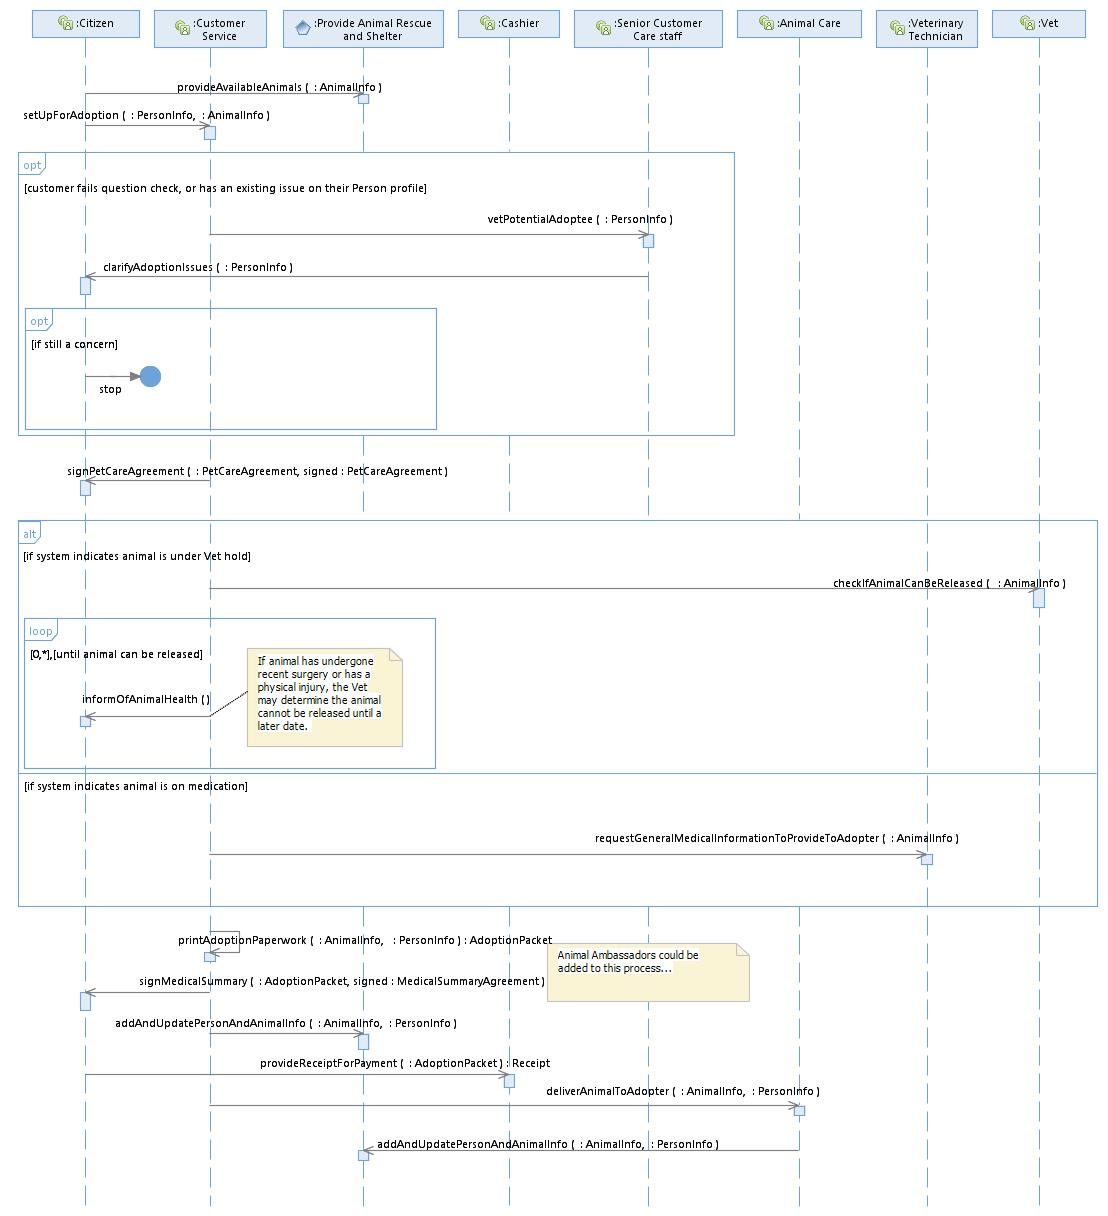 :Citizen
:Customer
Service
:Provide Animal Rescue
and Shelter
:Cashier
:Senior Customer
Care staff
:Animal Care
:Veterinary
Technician
:Vet
provideAvailableAnimals ( : AnimalInfo )
setUpForAdoption ( : PersonInfo, : AnimalInfo )
opt
[customer fails question check, or has an existing issue on their Person profile]
vetPotentialAdoptee ( : PersonInfo )
clarifyAdoptionIssues ( : PersonInfo )
opt
[if still a concern]
stop
signPetCareAgreement ( : PetCareAgreement, signed : PetCareAgreement )
alt
[if system indicates animal is under Vet hold]
checkIfAnimalCanBeReleased ( : AnimalInfo )
loop
[0,*],[until animal can be released]
If animal has undergone
recent surgery or has a
physical injury, the Vet
may determine the animal
cannot be released until a
later date.
informOfAnimalHealth ( )
[if system indicates animal is on medication]
requestGeneralMedicalInformationToProvideToAdopter ( : AnimalInfo )
printAdoptionPaperwork ( : AnimalInfo, : PersonInfo ) : AdoptionPacket
Animal Ambassadors could be
added to this process...
signMedicalSummary ( : AdoptionPacket, signed : MedicalSummaryAgreement )
addAndUpdatePersonAndAnimalInfo ( : AnimalInfo, : PersonInfo )
provideReceiptForPayment ( : AdoptionPacket ) : Receipt
deliverAnimalToAdopter ( : AnimalInfo, : PersonInfo )
addAndUpdatePersonAndAnimalInfo ( : AnimalInfo, : PersonInfo )